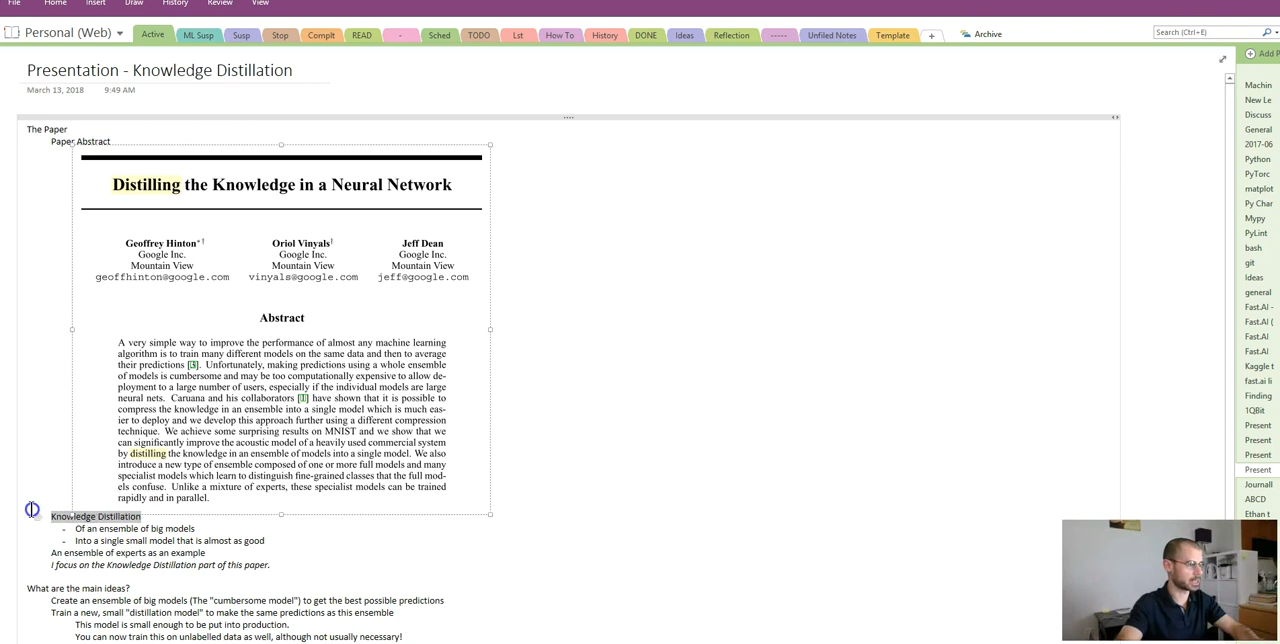 File Home Insert Draw History Review View
Personal (Web) Active ML Susp Susp Stop Complt READ - Sched TODO Lst How To History DONE Ideas Reflection ----- Unfiled Notes Template + Archive Search (Ctrl+E)
Presentation - Knowledge Distillation
March 13, 2018 9:49 AM
The Paper
Paper Abstract
Distilling the Knowledge in a Neural Network
Geoffrey Hinton*† Oriol Vinyals† Jeff Dean
Google Inc. Google Inc. Google Inc.
Mountain View Mountain View Mountain View
geoffhinton@google.com vinyals@google.com jeff@google.com
Abstract
A very simple way to improve the performance of almost any machine learning
algorithm is to train many different models on the same data and then to average
their predictions [3]. Unfortunately, making predictions using a whole ensemble
of models is cumbersome and may be too computationally expensive to allow de-
ployment to a large number of users, especially if the individual models are large
neural nets. Caruana and his collaborators [1] have shown that it is possible to
compress the knowledge in an ensemble into a single model which is much eas-
ier to deploy and we develop this approach further using a different compression
technique. We achieve some surprising results on MNIST and we show that we
can significantly improve the acoustic model of a heavily used commercial system
by distilling the knowledge in an ensemble of models into a single model. We also
introduce a new type of ensemble composed of one or more full models and many
specialist models which learn to distinguish fine-grained classes that the full mod-
els confuse. Unlike a mixture of experts, these specialist models can be trained
rapidly and in parallel.
Knowledge Distillation
- Of an ensemble of big models
- Into a single small model that is almost as good
An ensemble of experts as an example
I focus on the Knowledge Distillation part of this paper.
What are the main ideas?
Create an ensemble of big models (The "cumbersome model") to get the best possible predictions
Train a new, small "distillation model" to make the same predictions as this ensemble
This model is small enough to be put into production.
You can now train this on unlabelled data as well, although not usually necessary!
Add P
Machin
New Le
Discuss
General
2017-06
Python
PyTorc
matplot
Py Char
Mypy
PyLint
bash
git
Ideas
general
Fast.AI -
Fast.AI (
Fast.AI
Fast.AI
Kaggle t
fast.ai li
Finding
1QBit
Present
Present
Present
Present
Journall
ABCD
Ethan t